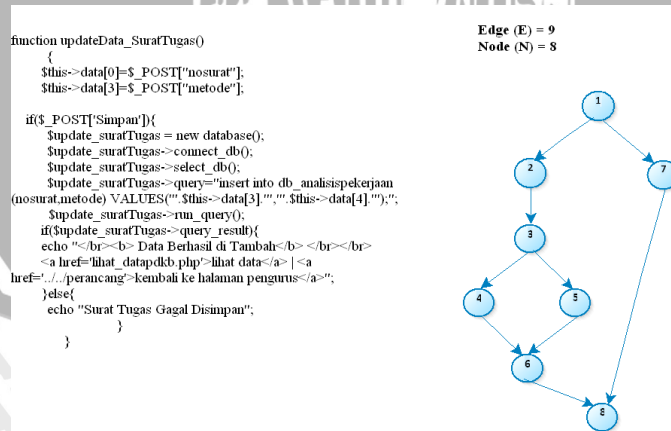 function updateData_SuratTugas()
{
$this->data[0]=$_POST["nosurat"];
$this->data[3]=$_POST["metode"];
if($_POST['Simpan']){
$update_suratTugas = new database();
$update_suratTugas->connect_db();
$update_suratTugas->select_db();
$update_suratTugas->query="insert into db_analisispekerjaan
(nosurat,metode) VALUES('".$this->data[3]."','".$this->data[4]."');";
$update_suratTugas->run_query();
if($update_suratTugas->query_result){
echo "</br><b> Data Berhasil di Tambah</b> </br></br>
<a href='lihat_datapdkb.php'>lihat data</a> | <a
href='../../perancang'>kembali ke halaman pengurus</a>";
}else{
echo "Surat Tugas Gagal Disimpan";
}
}
Edge (E) = 9
Node (N) = 8
1
2
7
3
4
5
6
8